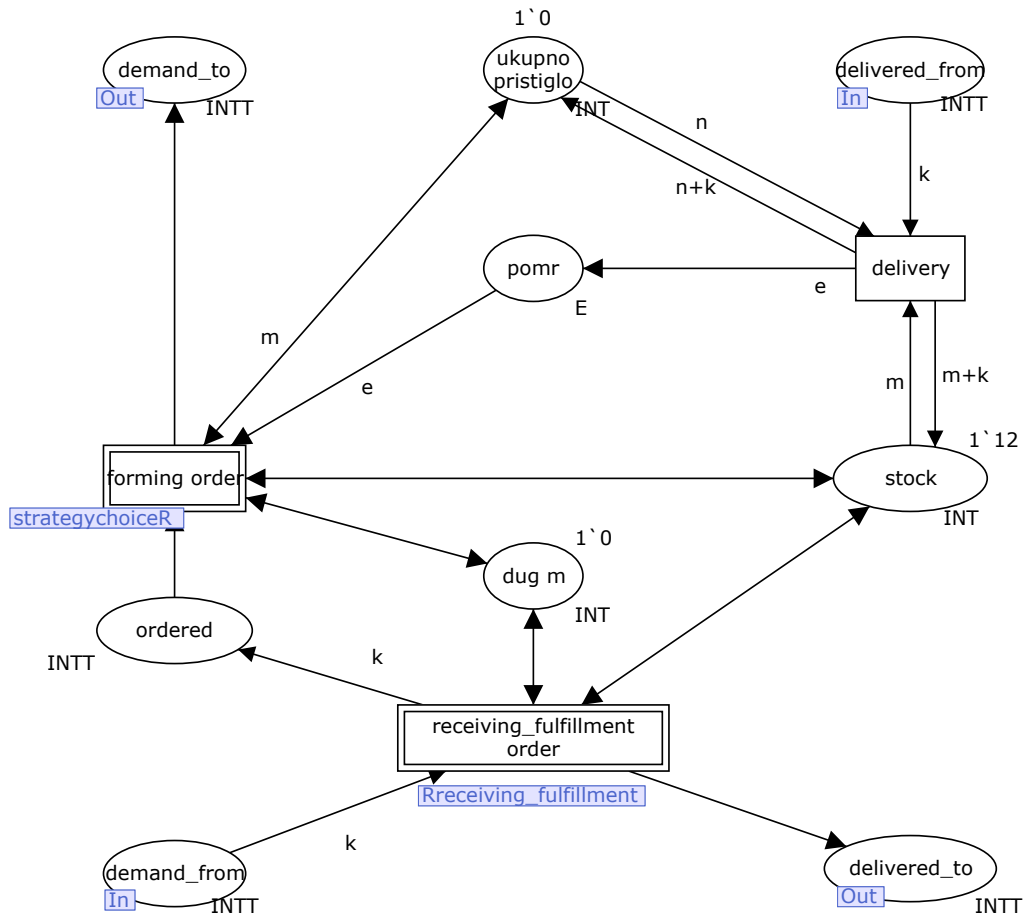 1`0
demand_to
Out
INTT
ukupno
pristiglo
INT
delivered_from
In
INTT
n
n+k
k
pomr
E
delivery
e
m
e
m
m+k
1`12
forming order
strategychoiceR
stock
INT
1`0
dug m
INT
ordered
INTT
k
receiving_fulfillment
order
Rreceiving_fulfillment
k
demand_from
In
INTT
delivered_to
Out
INTT